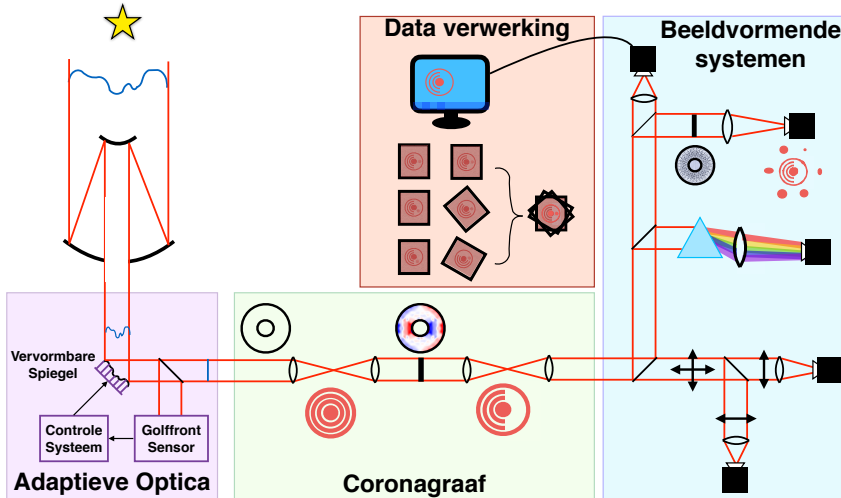 Data verwerking
Beeldvormende
systemen
Vervormbare
Spiegel
Controle
Systeem
Golffront
Sensor
Adaptieve Optica
Coronagraaf